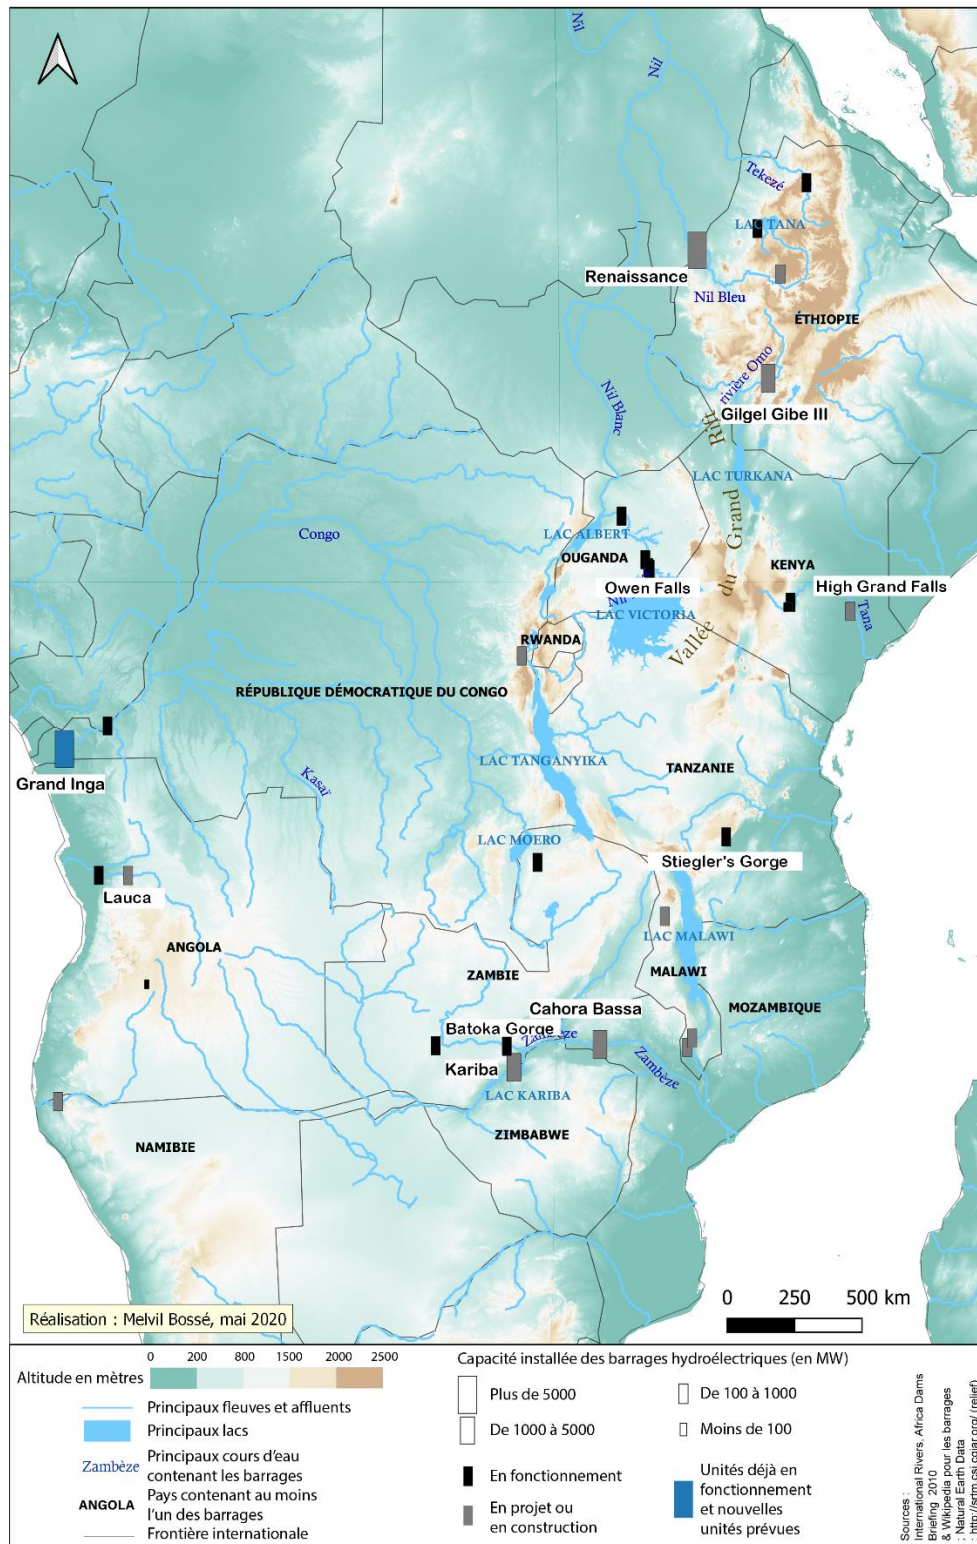 Nil
Nil
Tekezé
LAC TANA
Renaissance
Nil Bleu
ÉTHIOPIE
rivière Omo
Gilgel Gibe III
Nil Blanc
Vallée du Grand Rift
LAC TURKANA
Congo
LAC ALBERT
OUGANDA
KENYA
Owen Falls
High Grand Falls
Nil
LAC VICTORIA
Tana
RWANDA
RÉPUBLIQUE DÉMOCRATIQUE DU CONGO
Grand Inga
LAC TANGANYIKA
TANZANIE
Kasaï
LAC MOERO
Stiegler's Gorge
Lauca
LAC MALAWI
ANGOLA
ZAMBIE
MALAWI
Cahora Bassa
MOZAMBIQUE
Batoka Gorge
Zambèze
Kariba
Zambèze
LAC KARIBA
ZIMBABWE
NAMIBIE
Réalisation : Melvil Bossé, mai 2020
0 250 500 km
Altitude en mètres
0 200 800 1500 2000 2500
Principaux fleuves et affluents
Principaux lacs
Zambèze
Principaux cours d'eau
contenant les barrages
ANGOLA
Pays contenant au moins
l'un des barrages
Frontière internationale
Capacité installée des barrages hydroélectriques (en MW)
Plus de 5000
De 1000 à 5000
De 100 à 1000
Moins de 100
En fonctionnement
En projet ou
en construction
Unités déjà en
fonctionnement
et nouvelles
unités prévues
Sources :
International Rivers, Africa Dams
Briefing 2010
& Wikipedia pour les barrages
: Natural Earth Data
: http://srtm.csi.cgiar.org/ (relief)